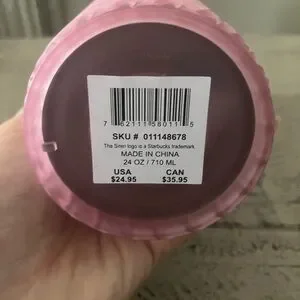 7 62111 58011 5
SKU # 011148678
The Siren logo is a Starbucks trademark
MADE IN CHINA
24 OZ / 710 ML
USA CAN
$24.95 $35.95